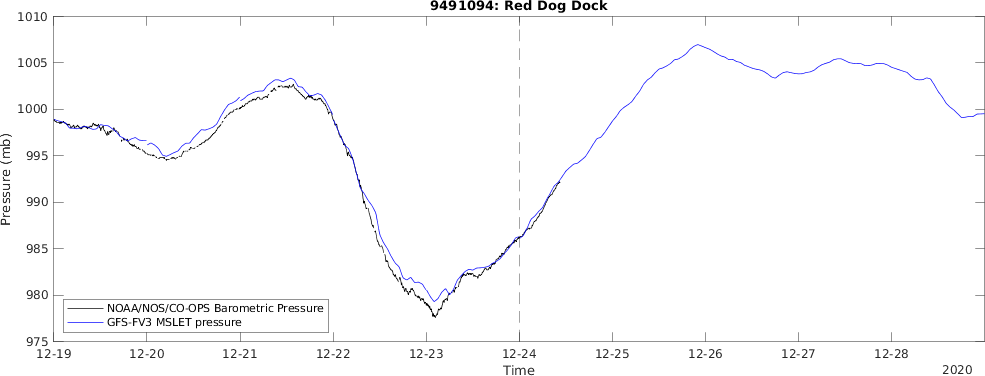 9491094: Red Dog Dock
1010
1005
1000
995
990
985
980
975
Pressure (mb)
NOAA/NOS/CO-OPS Barometric Pressure
GFS-FV3 MSLET pressure
12-19 12-20 12-21 12-22 12-23 12-24 12-25 12-26 12-27 12-28
Time
2020